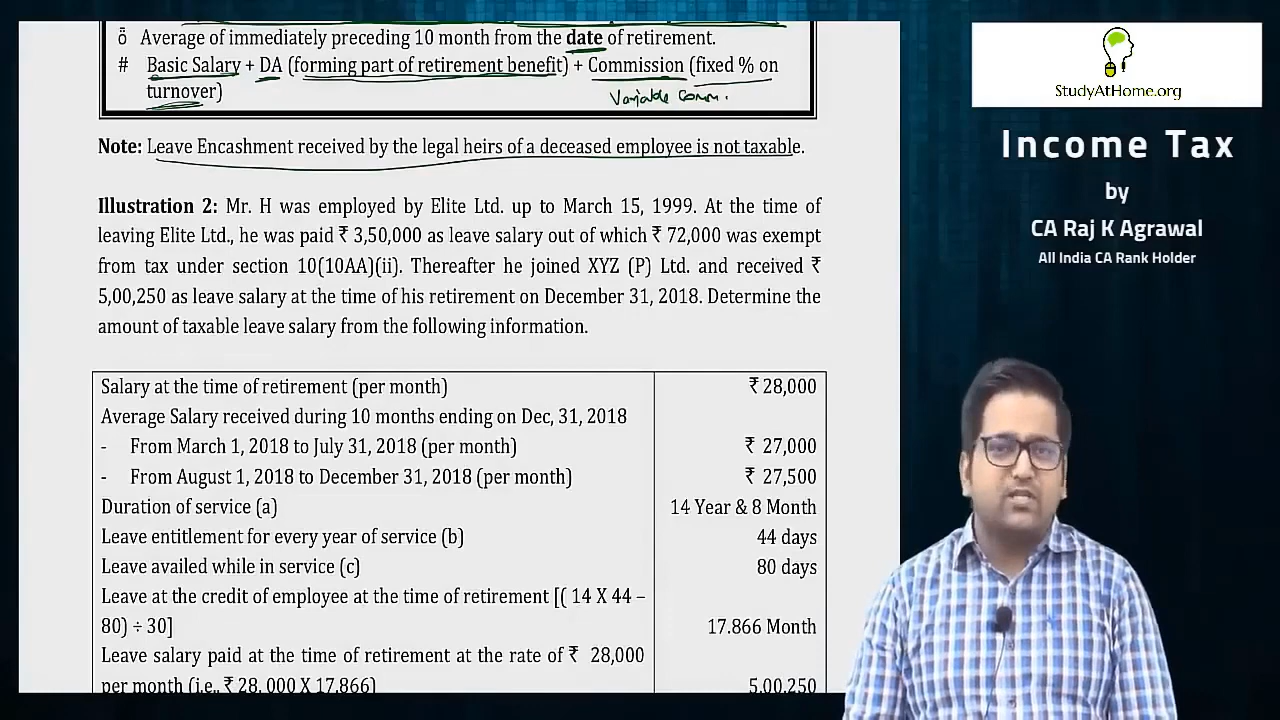 Average of immediately preceding 10 month from the date of retirement.
# Basic Salary + DA (forming part of retirement benefit) + Commission (fixed % on
turnover)
Variable Comm.
Note: Leave Encashment received by the legal heirs of a deceased employee is not taxable.
Illustration 2: Mr. H was employed by Elite Ltd. up to March 15, 1999. At the time of
leaving Elite Ltd., he was paid ₹ 3,50,000 as leave salary out of which ₹ 72,000 was exempt
from tax under section 10(10AA)(ii). Thereafter he joined XYZ (P) Ltd. and received ₹
5,00,250 as leave salary at the time of his retirement on December 31, 2018. Determine the
amount of taxable leave salary from the following information.
Salary at the time of retirement (per month) ₹ 28,000
Average Salary received during 10 months ending on Dec, 31, 2018
- From March 1, 2018 to July 31, 2018 (per month) ₹ 27,000
- From August 1, 2018 to December 31, 2018 (per month) ₹ 27,500
Duration of service (a) 14 Year & 8 Month
Leave entitlement for every year of service (b) 44 days
Leave availed while in service (c) 80 days
Leave at the credit of employee at the time of retirement [( 14 X 44 –
80) ÷ 30] 17.866 Month
Leave salary paid at the time of retirement at the rate of ₹ 28,000
per month (i.e., ₹ 28, 000 X 17.866) 5,00,250
StudyAtHome.org
Income Tax
by
CA Raj K Agrawal
All India CA Rank Holder